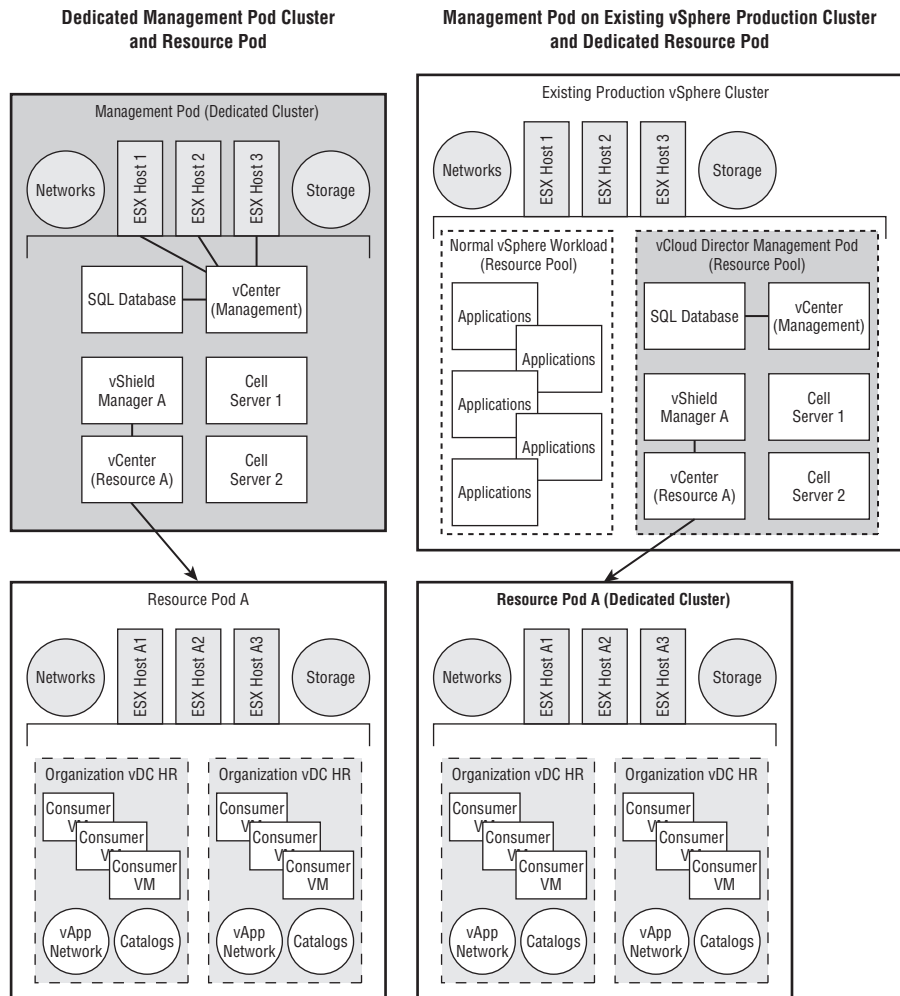 Dedicated Management Pod Cluster
and Resource Pod
Management Pod (Dedicated Cluster)
Networks
ESX Host 1
ESX Host 2
ESX Host 3
Storage
SQL Database
vCenter
(Management)
vShield
Manager A
Cell
Server 1
vCenter
(Resource A)
Cell
Server 2
Resource Pod A
Networks
ESX Host A1
ESX Host A2
ESX Host A3
Storage
Organization vDC HR
Consumer
VM
Consumer
VM
Consumer
VM
vApp
Network
Catalogs
Organization vDC HR
Consumer
VM
Consumer
VM
Consumer
VM
vApp
Network
Catalogs
Management Pod on Existing vSphere Production Cluster
and Dedicated Resource Pod
Existing Production vSphere Cluster
Networks
ESX Host 1
ESX Host 2
ESX Host 3
Storage
Normal vSphere Workload
(Resource Pool)
Applications
Applications
Applications
Applications
Applications
vCloud Director Management Pod
(Resource Pool)
SQL Database
vCenter
(Management)
vShield
Manager A
Cell
Server 1
vCenter
(Resource A)
Cell
Server 2
Resource Pod A (Dedicated Cluster)
Networks
ESX Host A1
ESX Host A2
ESX Host A3
Storage
Organization vDC HR
Consumer
VM
Consumer
VM
Consumer
VM
vApp
Network
Catalogs
Organization vDC HR
Consumer
VM
Consumer
VM
Consumer
VM
vApp
Network
Catalogs